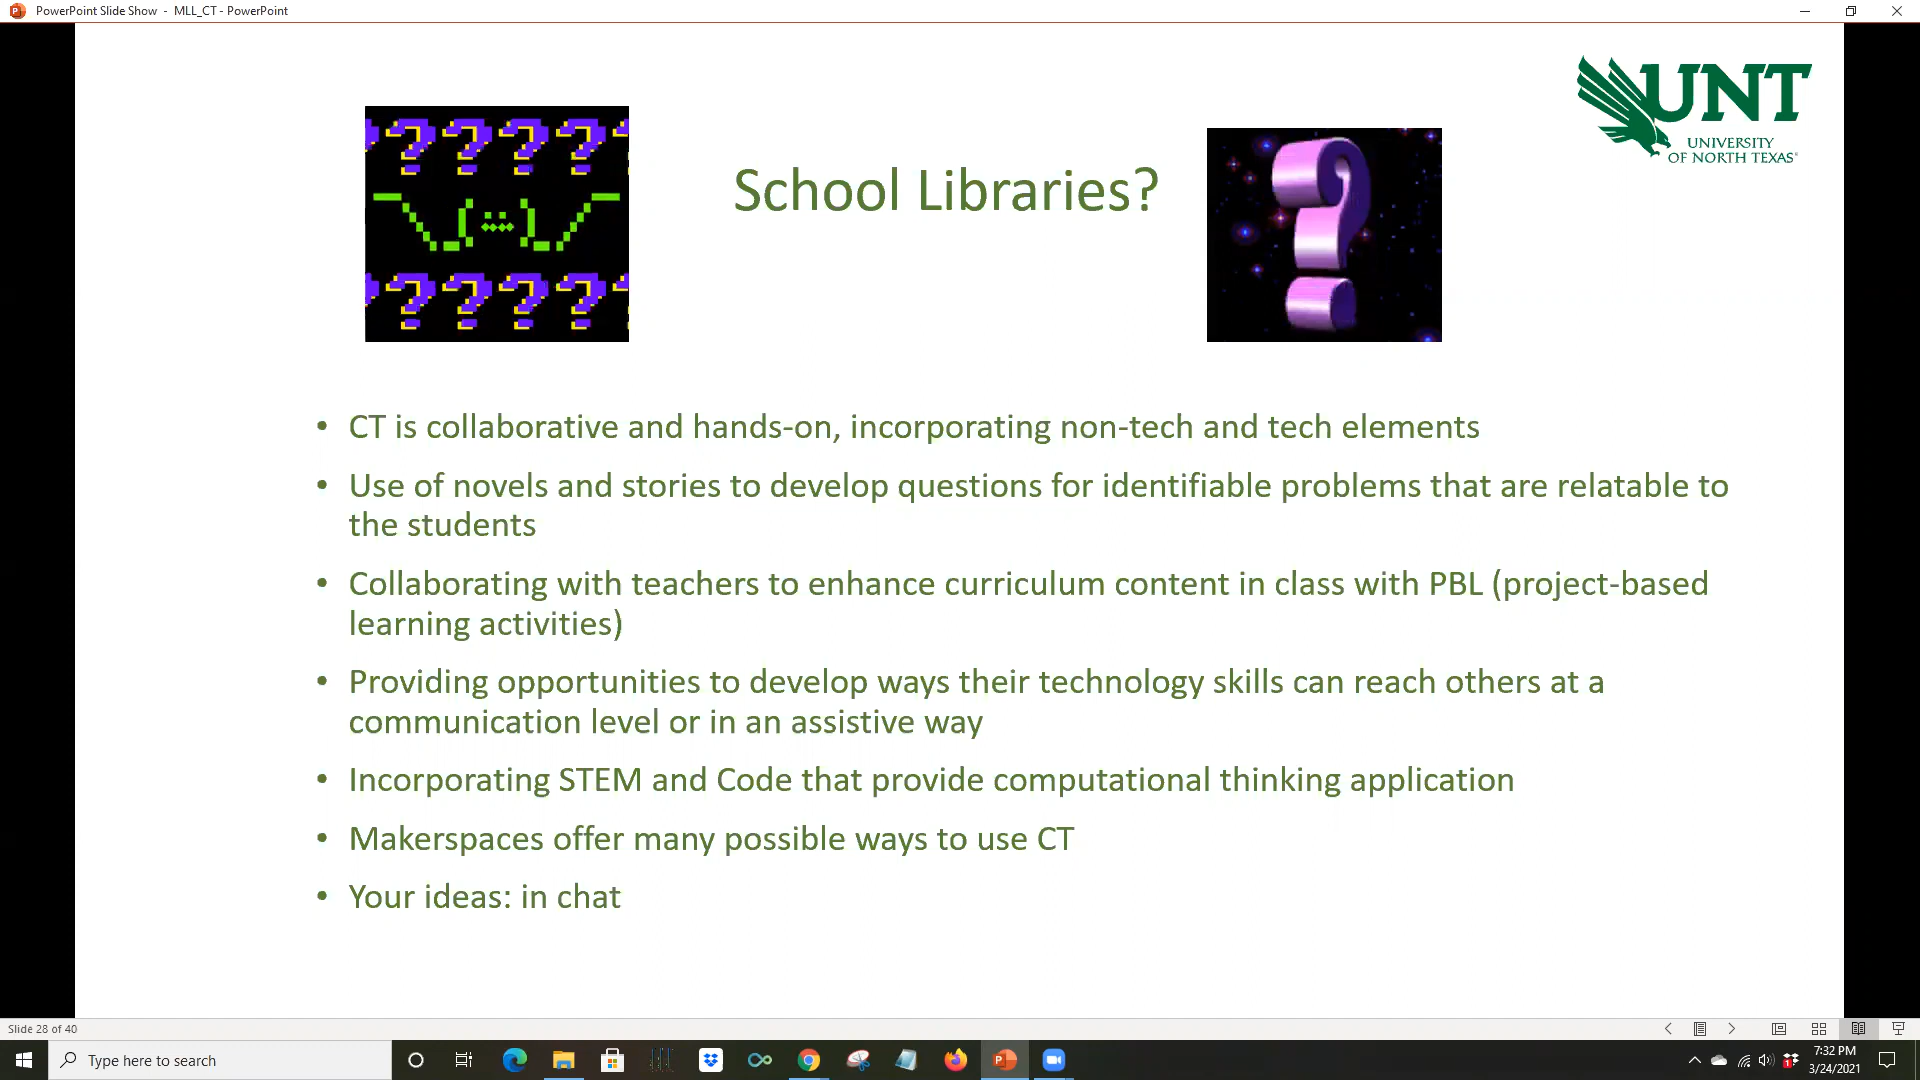 PowerPoint Slide Show - MLL_CT - PowerPoint
UNT
UNIVERSITY
OF NORTH TEXAS
? ? ? ?
School Libraries?
?
? ? ? ?
• CT is collaborative and hands-on, incorporating non-tech and tech elements
• Use of novels and stories to develop questions for identifiable problems that are relatable to
the students
• Collaborating with teachers to enhance curriculum content in class with PBL (project-based
learning activities)
• Providing opportunities to develop ways their technology skills can reach others at a
communication level or in an assistive way
• Incorporating STEM and Code that provide computational thinking application
• Makerspaces offer many possible ways to use CT
• Your ideas: in chat
Slide 28 of 40
Type here to search
7:32 PM
3/24/2021